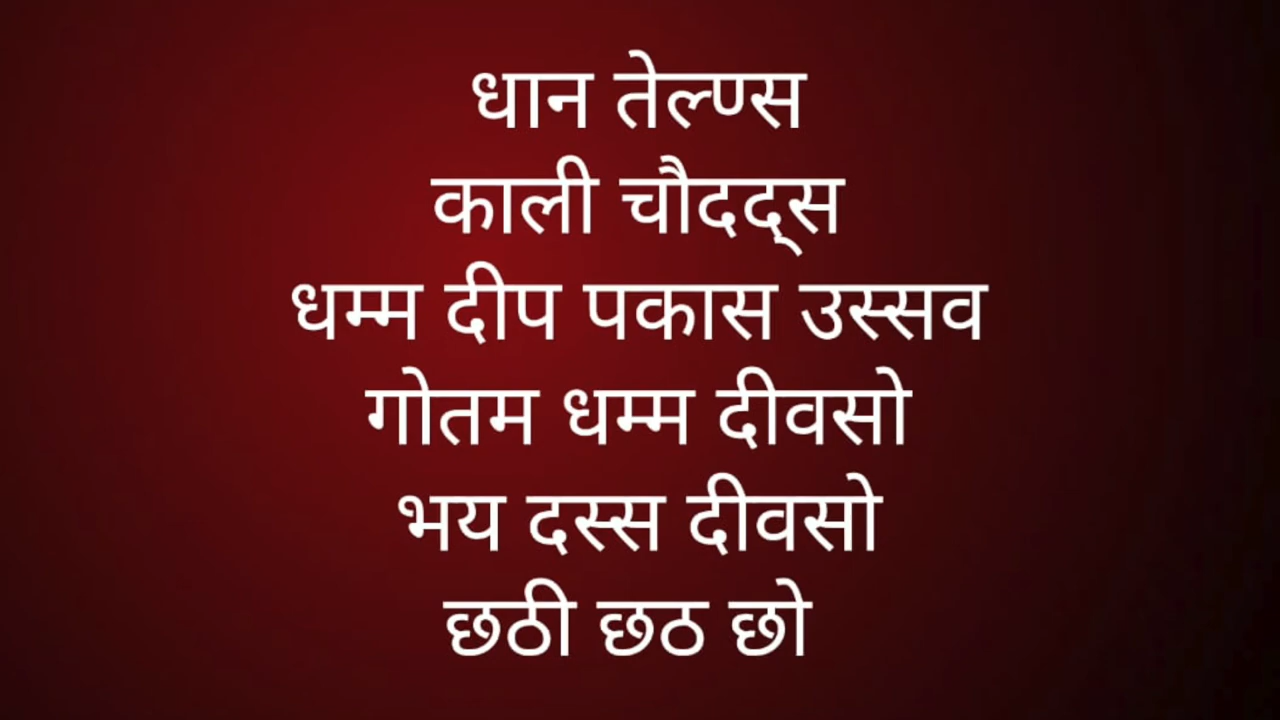 धान तेल्ण्स
काली चौदद्स
धम्म दीप पकास उस्सव
गोतम धम्म दीवसो
भय दस्स दीवसो
छठी छठ छो